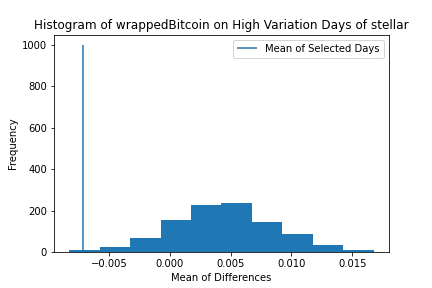 Histogram of wrappedBitcoin on High Variation Days of stellar
Mean of Selected Days
1000
800
600
400
200
0
Frequency
−0.005 0.000 0.005 0.010 0.015
Mean of Differences